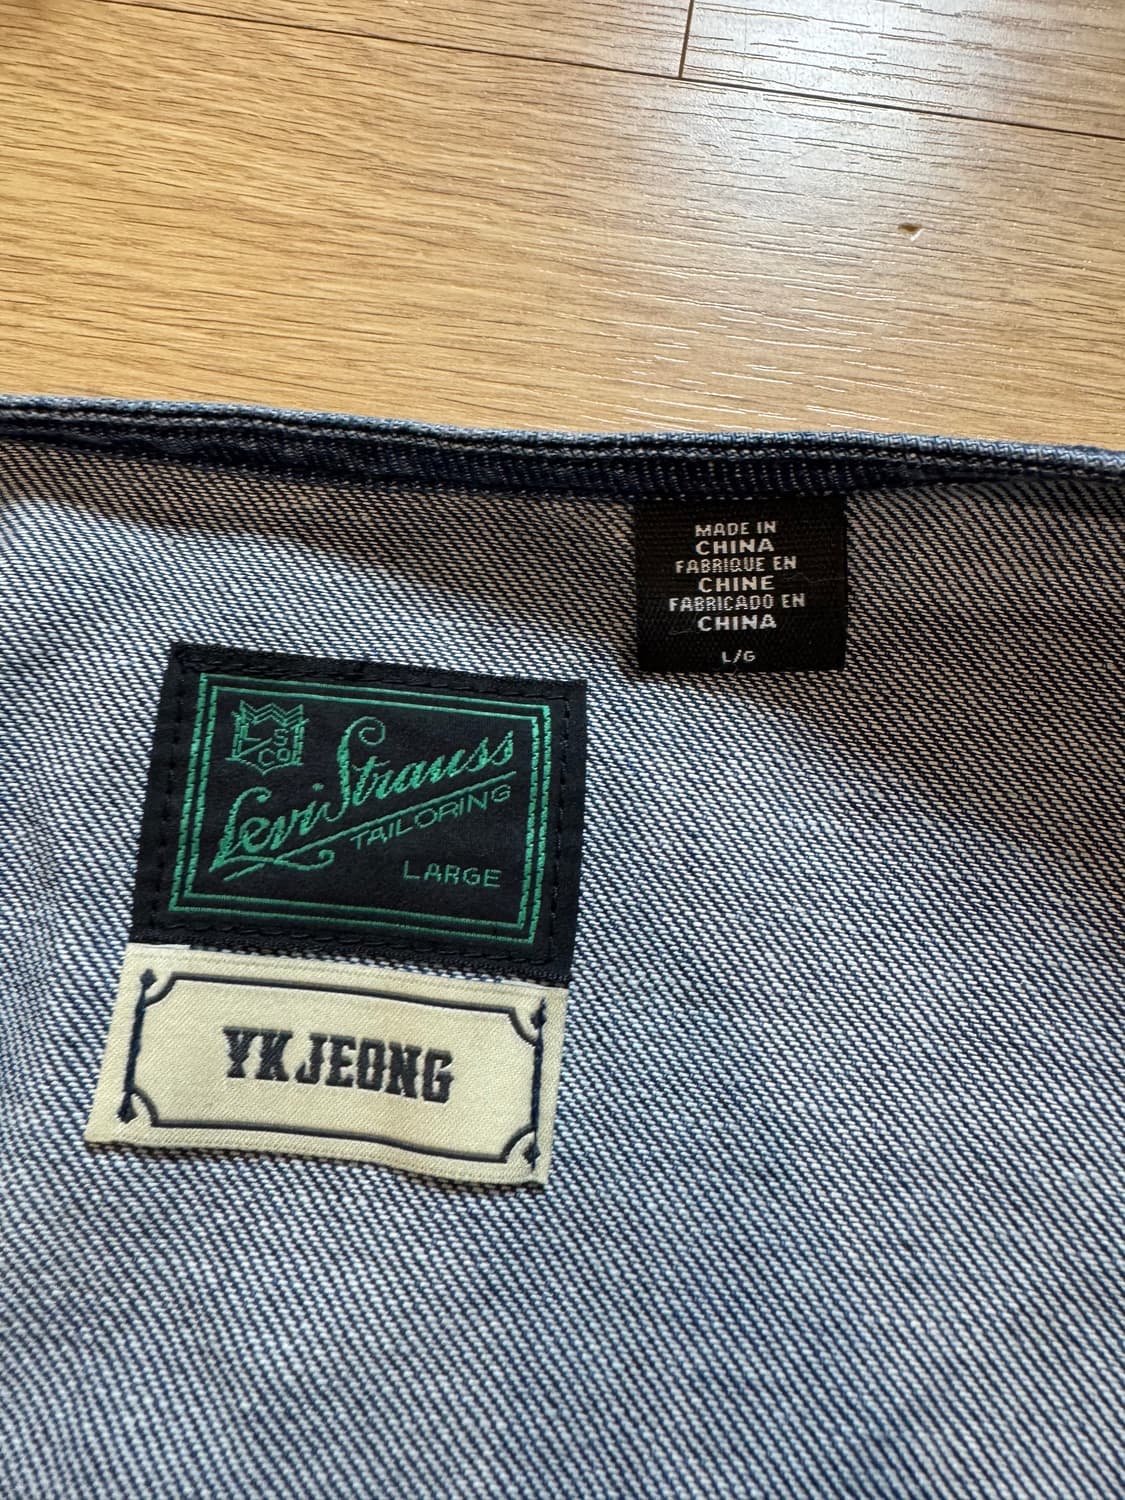 MADE IN
CHINA
FABRIQUE EN
CHINE
FABRICADO EN
CHINA
L/G
LS
CO
Levi Strauss
TAILORING
LARGE
YK JEONG